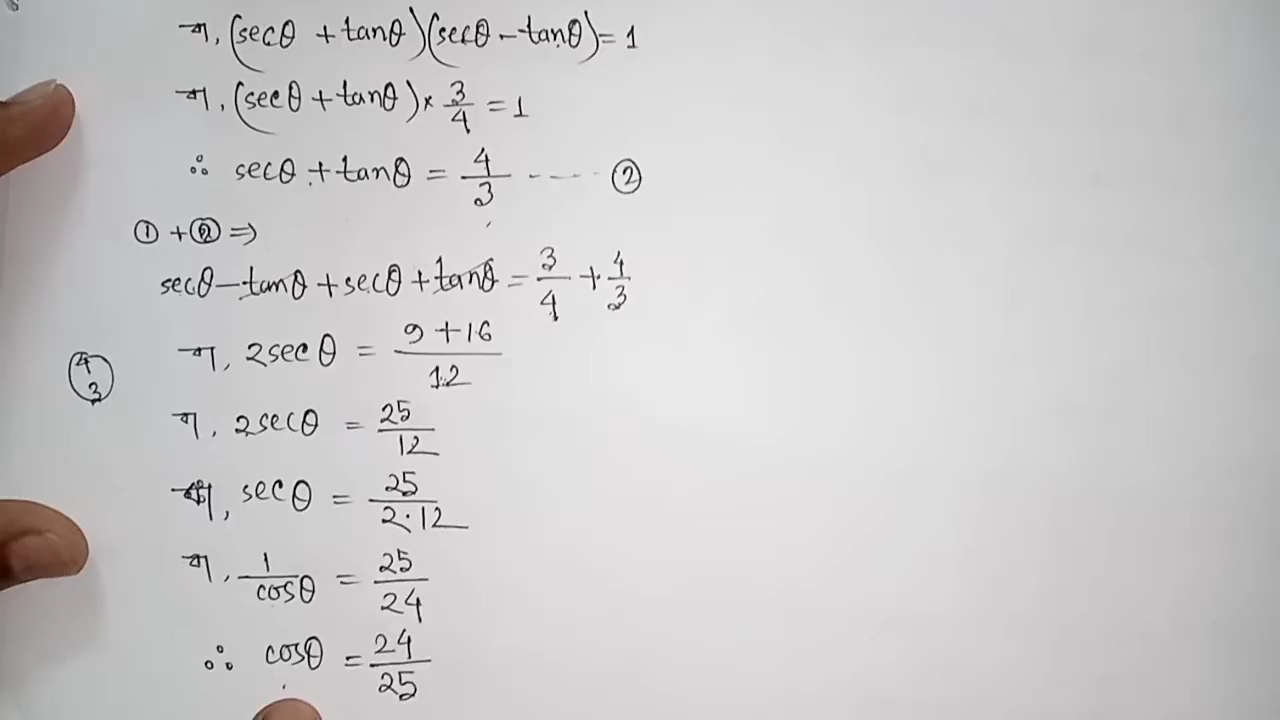 বা, (secθ + tanθ)(secθ - tanθ) = 1
বা, (secθ + tanθ) × 3/4 = 1
∴ secθ + tanθ = 4/3 ---- ②
① + ② ⇒
secθ - tanθ + secθ + tanθ = 3/4 + 4/3
বা, 2secθ = 9+16/12
4 3
বা, 2secθ = 25/12
বা, secθ = 25/2·12
বা, 1/cosθ = 25/24
∴ cosθ = 24/25